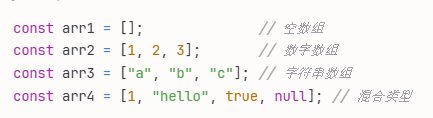 const arr1 = [];              // 空数组
const arr2 = [1, 2, 3];       // 数字数组
const arr3 = ["a", "b", "c"]; // 字符串数组
const arr4 = [1, "hello", true, null]; // 混合类型